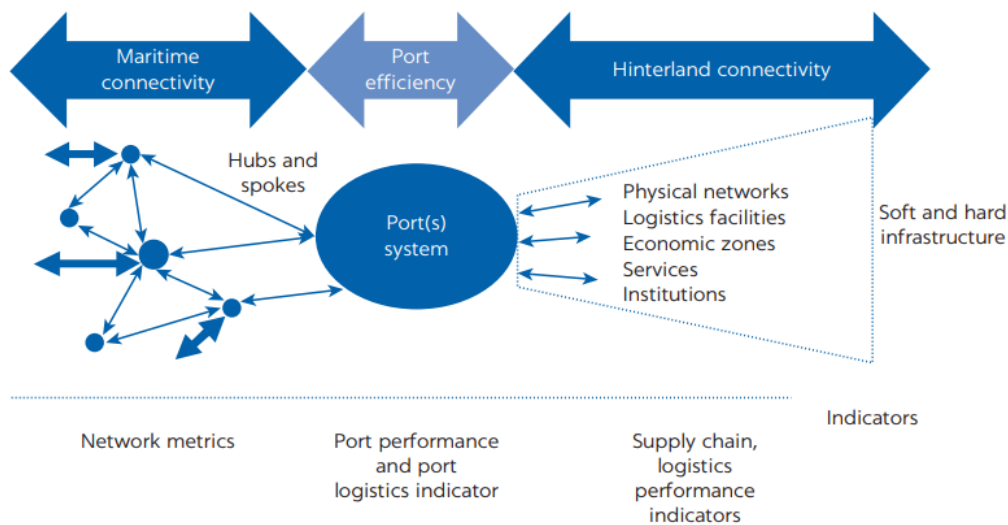 Maritime
connectivity
Port
efficiency
Hinterland connectivity
Hubs and
spokes
Port(s)
system
Physical networks
Logistics facilities
Economic zones
Services
Institutions
Soft and hard
infrastructure
Indicators
Network metrics
Port performance
and port
logistics indicator
Supply chain,
logistics
performance
indicators